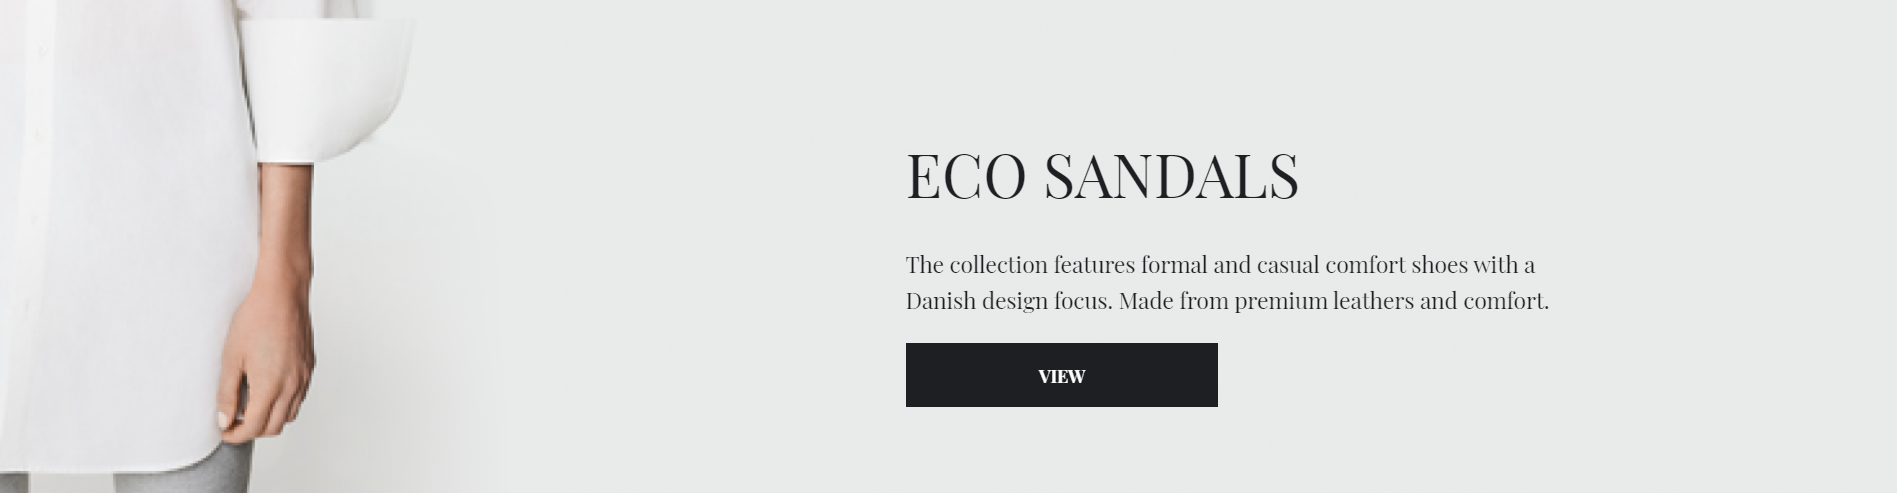 ECO SANDALS
The collection features formal and casual comfort shoes with a
Danish design focus. Made from premium leathers and comfort.
VIEW